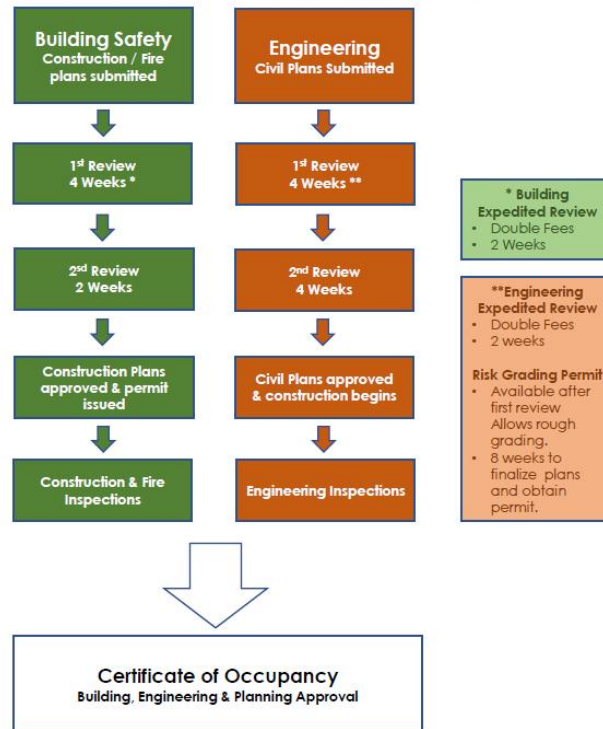 Building Safety
Construction / Fire
plans submitted
1st Review
4 Weeks *
2sd Review
2 Weeks
Construction Plans
approved & permit
issued
Construction & Fire
Inspections
Engineering
Civil Plans Submitted
1st Review
4 Weeks **
2nd Review
4 Weeks
Civil Plans approved
& construction begins
Engineering Inspections
* Building
Expedited Review
• Double Fees
• 2 Weeks
**Engineering
Expedited Review
• Double Fees
• 2 weeks
Risk Grading Permit
• Available after
first review
Allows rough
grading.
• 8 weeks to
finalize plans
and obtain
permit.
Certificate of Occupancy
Building, Engineering & Planning Approval